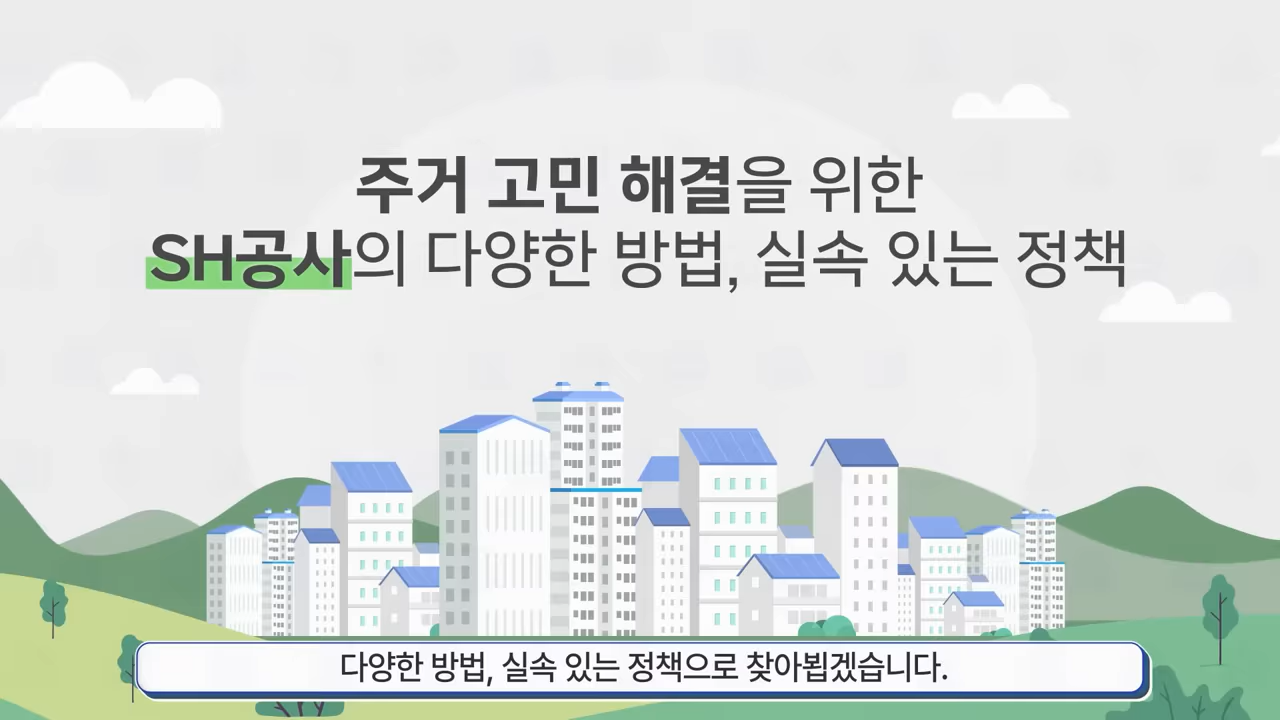 주거 고민 해결을 위한
SH공사의 다양한 방법, 실속 있는 정책
다양한 방법, 실속 있는 정책으로 찾아뵙겠습니다.